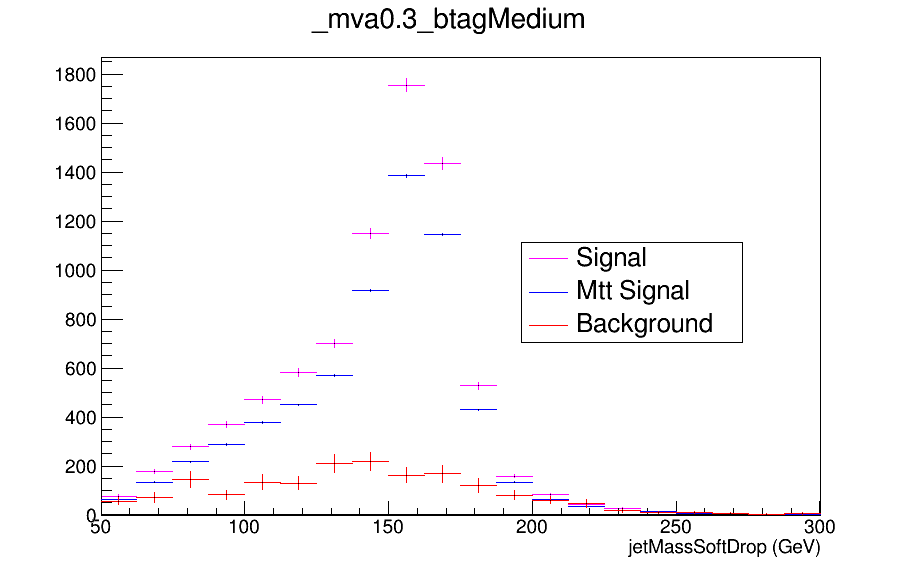 _mva0.3_btagMedium
1800
1600
1400
1200
1000
800
600
400
200
0
Signal
Mtt Signal
Background
50 100 150 200 250 300
jetMassSoftDrop (GeV)